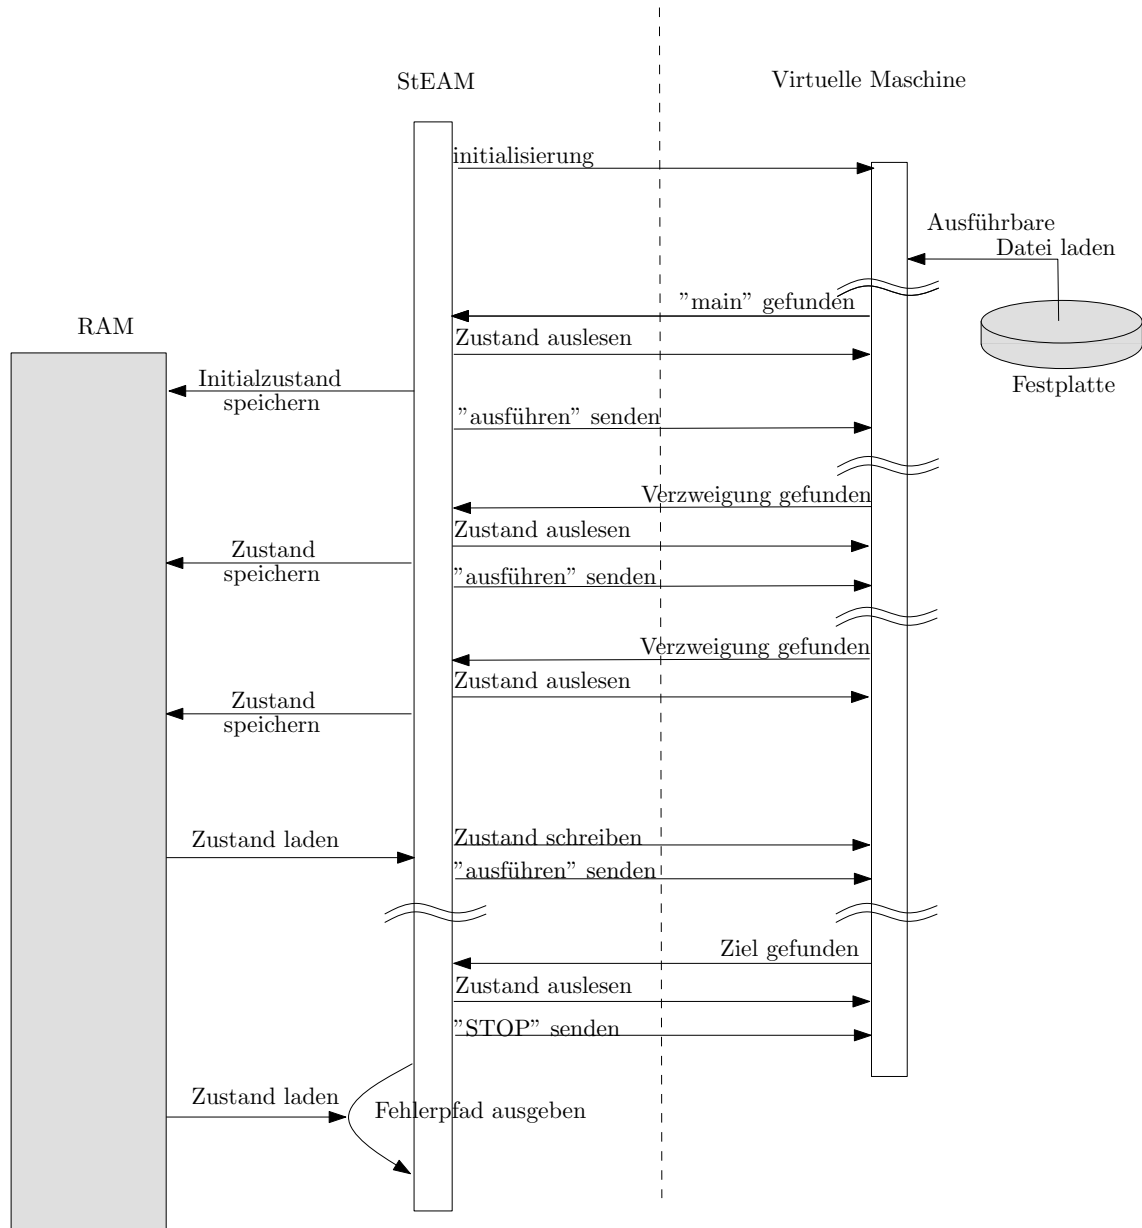 StEAM
Virtuelle Maschine
initialisierung
Ausführbare
Datei laden
"main" gefunden
RAM
Zustand auslesen
Initialzustand
speichern
Festplatte
"ausführen" senden
Verzweigung gefunden
Zustand auslesen
Zustand
speichern
"ausführen" senden
Verzweigung gefunden
Zustand auslesen
Zustand
speichern
Zustand laden
Zustand schreiben
"ausführen" senden
Ziel gefunden
Zustand auslesen
"STOP" senden
Zustand laden
Fehlerpfad ausgeben